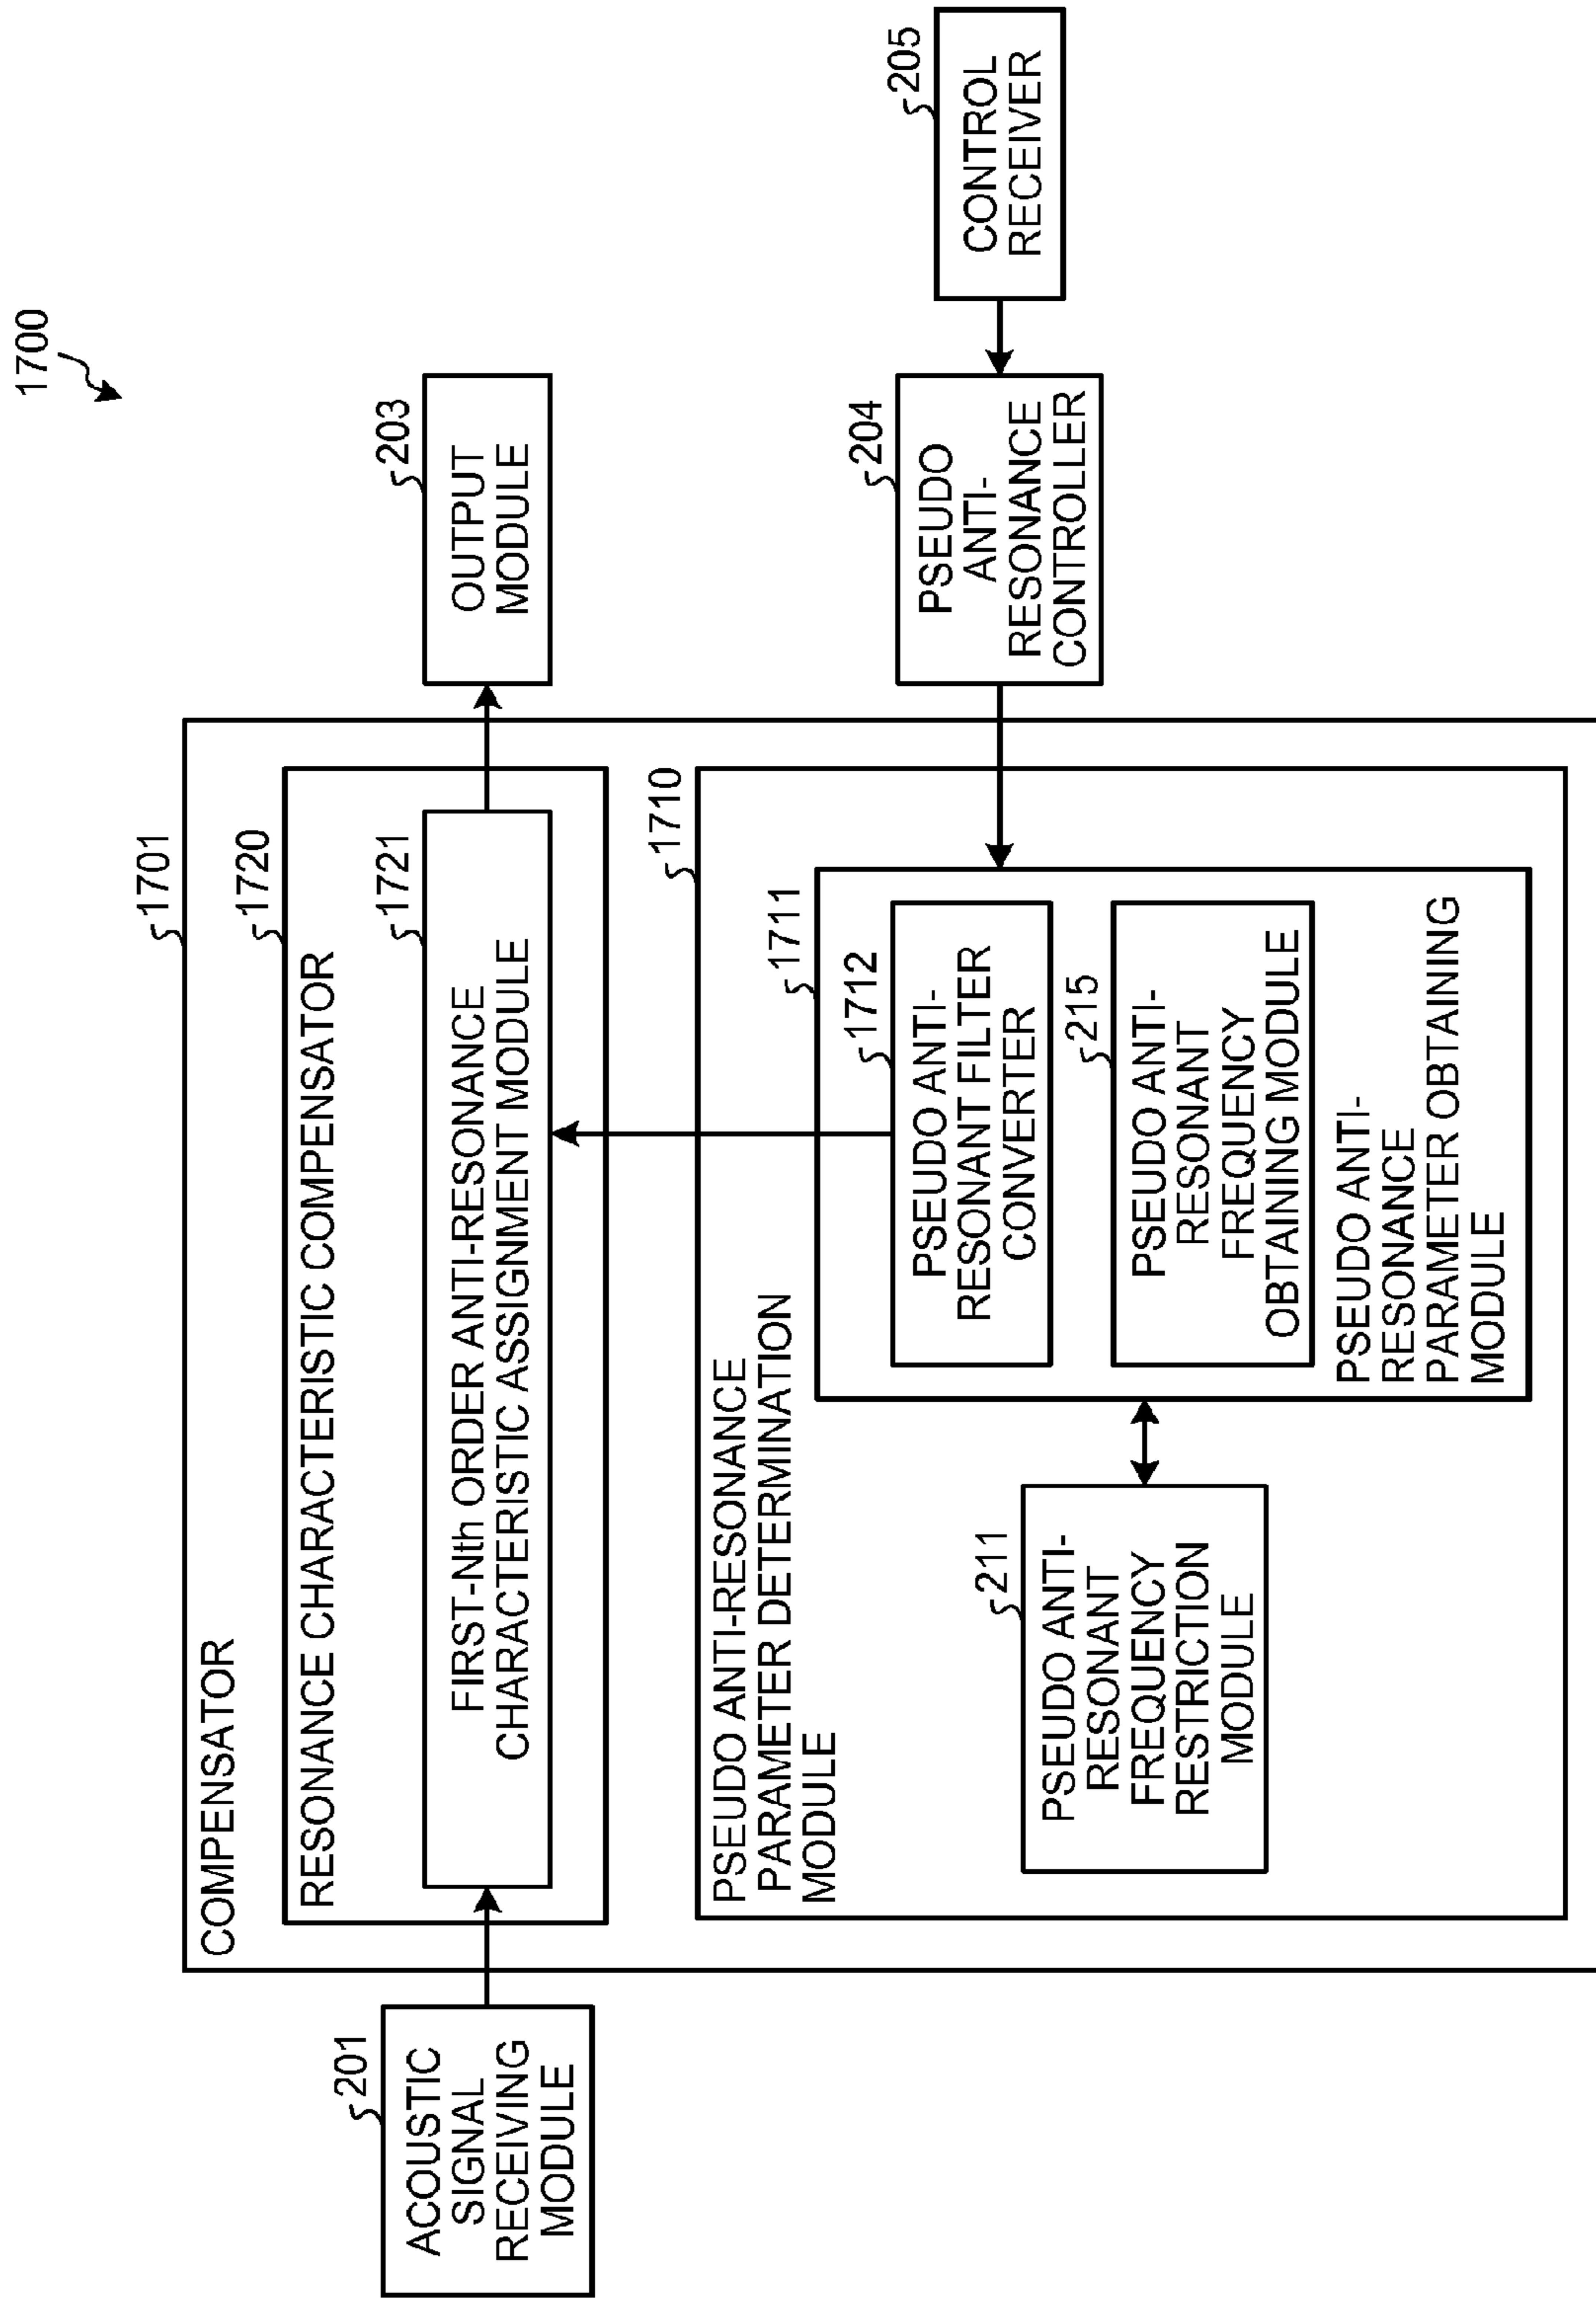 1700
1701
COMPENSATOR
1720
RESONANCE CHARACTERISTIC COMPENSATOR
201
ACOUSTIC
SIGNAL
RECEIVING
MODULE
1721
FIRST-Nth ORDER ANTI-RESONANCE
CHARACTERISTIC ASSIGNMENT MODULE
203
OUTPUT
MODULE
1710
PSEUDO ANTI-RESONANCE
PARAMETER DETERMINATION
MODULE
211
PSEUDO ANTI-
RESONANT
FREQUENCY
RESTRICTION
MODULE
1711
1712
PSEUDO ANTI-
RESONANT FILTER
CONVERTER
215
PSEUDO ANTI-
RESONANT
FREQUENCY
OBTAINING MODULE
PSEUDO ANTI-
RESONANCE
PARAMETER OBTAINING
MODULE
204
PSEUDO
ANTI-
RESONANCE
CONTROLLER
205
CONTROL
RECEIVER